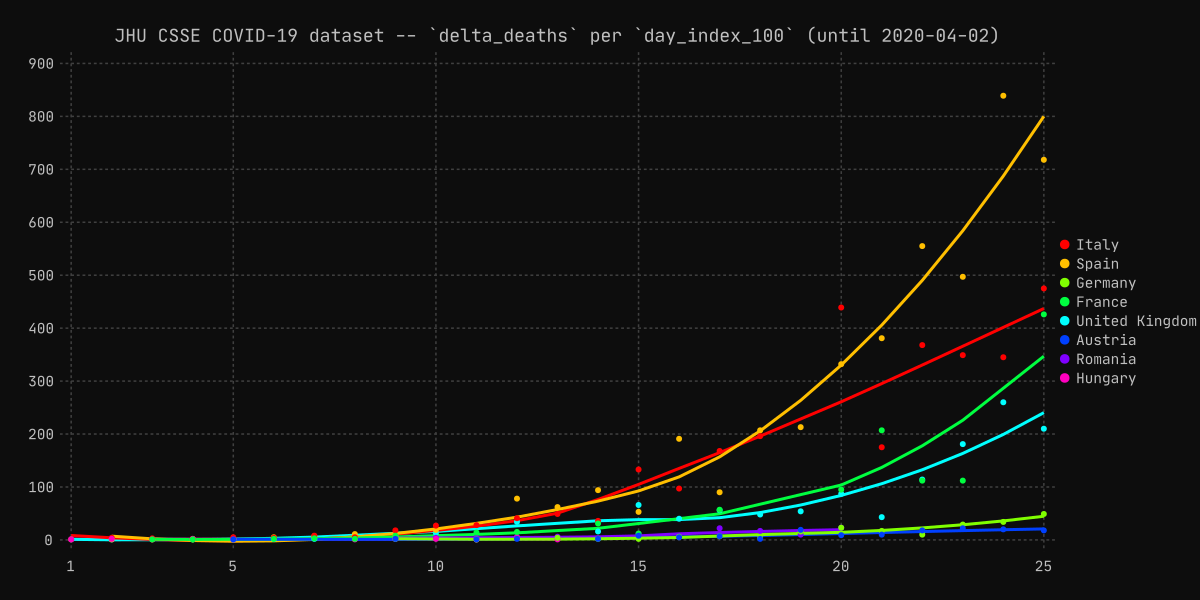 JHU CSSE COVID-19 dataset -- `delta_deaths` per `day_index_100` (until 2020-04-02)
900
800
700
600
500
400
300
200
100
0
1
5
10
15
20
25
Italy
Spain
Germany
France
United Kingdom
Austria
Romania
Hungary